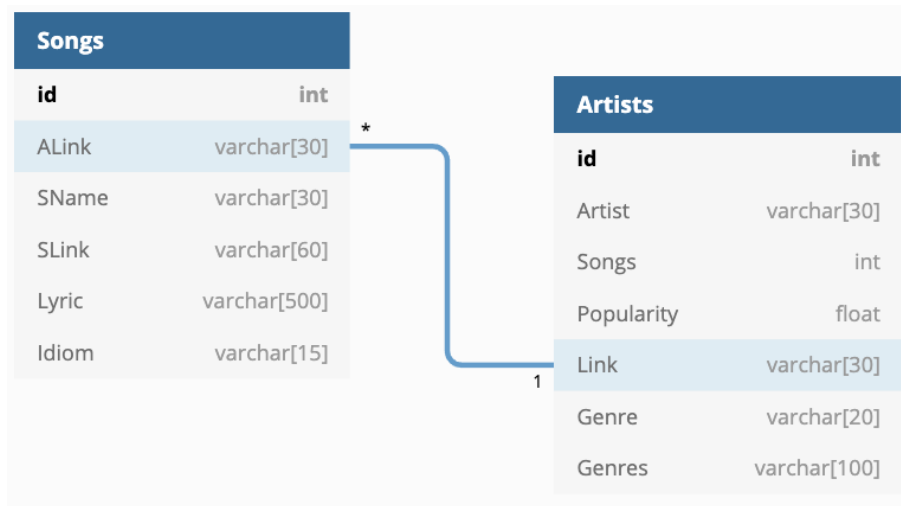 Songs
id int
ALink varchar[30]
SName varchar[30]
SLink varchar[60]
Lyric varchar[500]
Idiom varchar[15]
*
1
Artists
id int
Artist varchar[30]
Songs int
Popularity float
Link varchar[30]
Genre varchar[20]
Genres varchar[100]